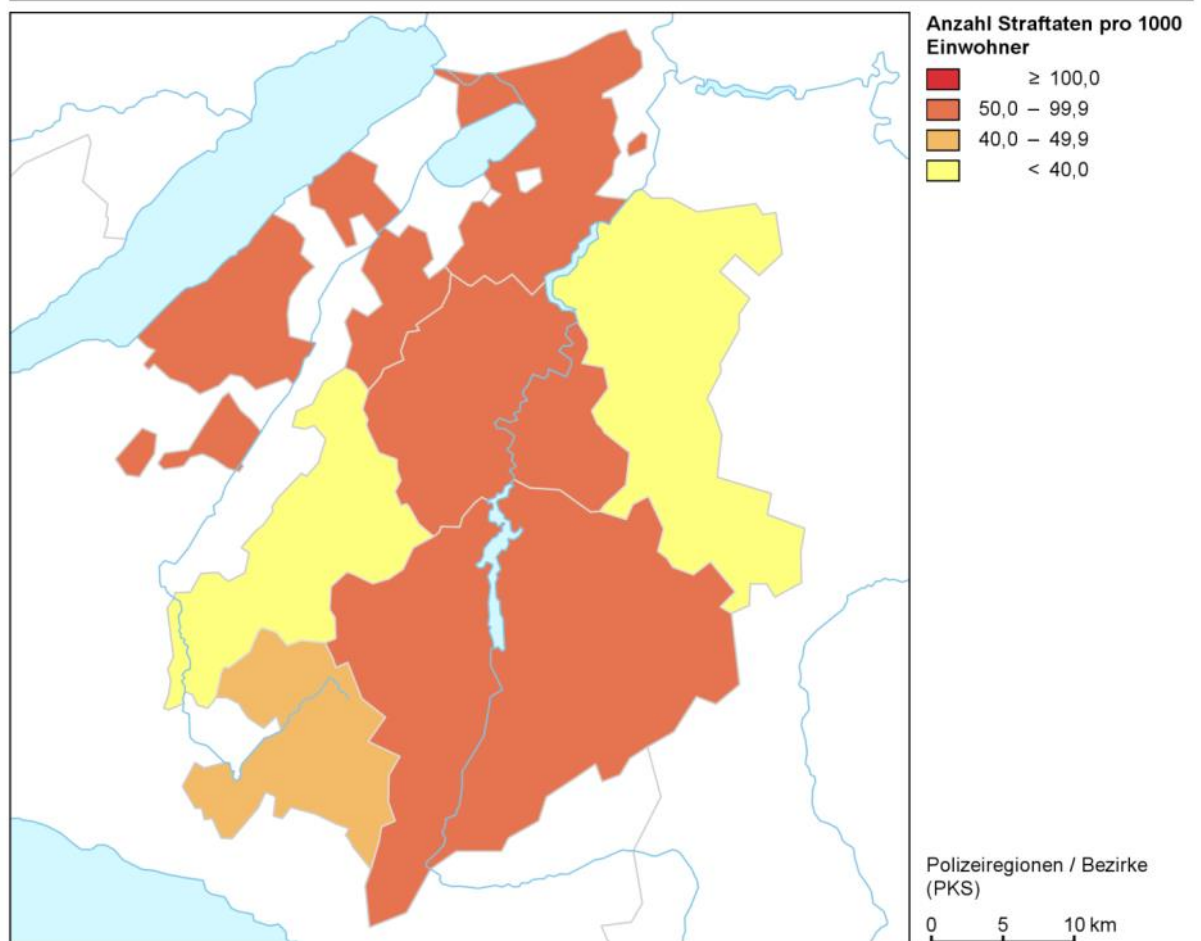 Anzahl Straftaten pro 1000
Einwohner
≥ 100,0
50,0 – 99,9
40,0 – 49,9
< 40,0
Polizeiregionen / Bezirke
(PKS)
0 5 10 km